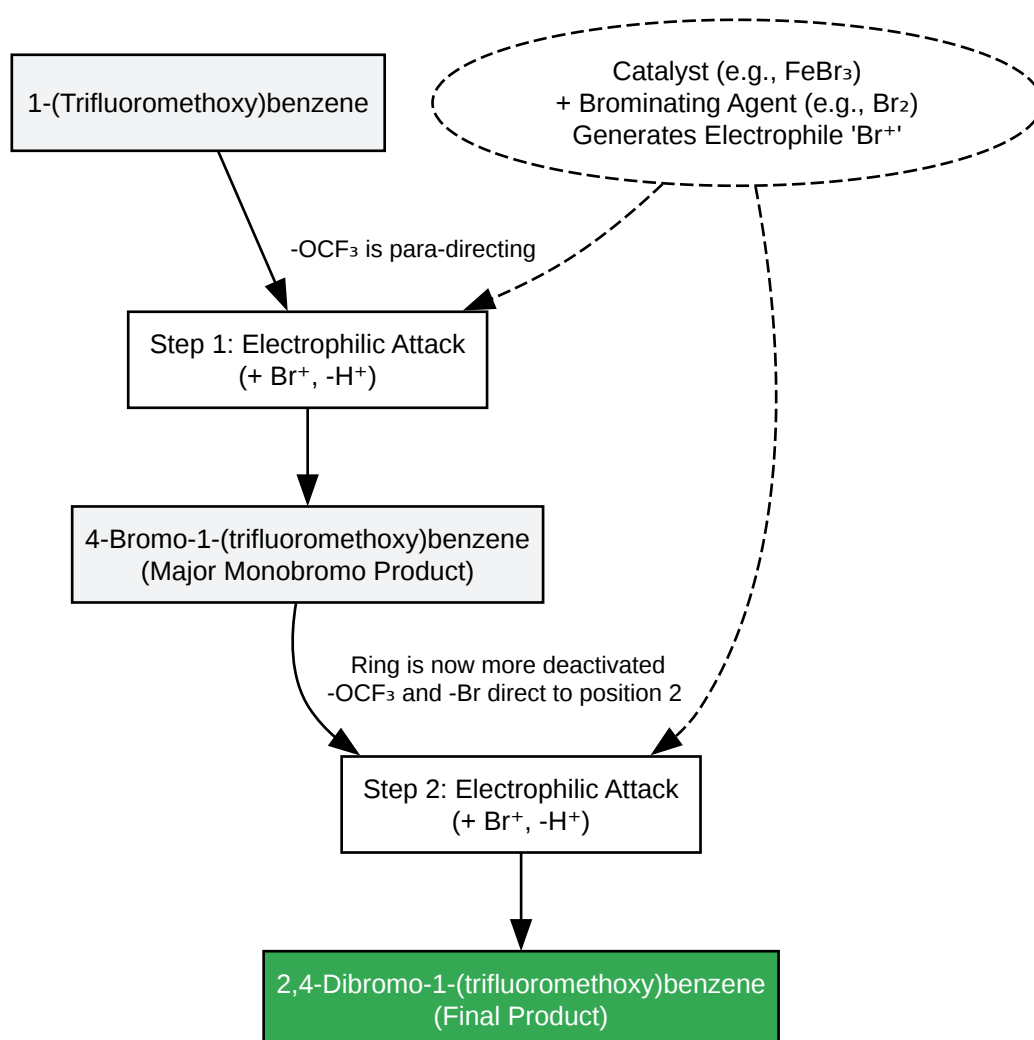 1-(Trifluoromethoxy)benzene
Catalyst (e.g., FeBr₃)
+ Brominating Agent (e.g., Br₂)
Generates Electrophile 'Br⁺'
-OCF₃ is para-directing
Step 1: Electrophilic Attack
(+ Br⁺, -H⁺)
4-Bromo-1-(trifluoromethoxy)benzene
(Major Monobromo Product)
Ring is now more deactivated
-OCF₃ and -Br direct to position 2
Step 2: Electrophilic Attack
(+ Br⁺, -H⁺)
2,4-Dibromo-1-(trifluoromethoxy)benzene
(Final Product)